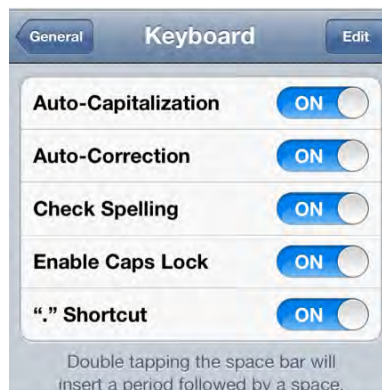 General Keyboard Edit
Auto-Capitalization ON
Auto-Correction ON
Check Spelling ON
Enable Caps Lock ON
“.” Shortcut ON
Double tapping the space bar will
insert a period followed by a space.